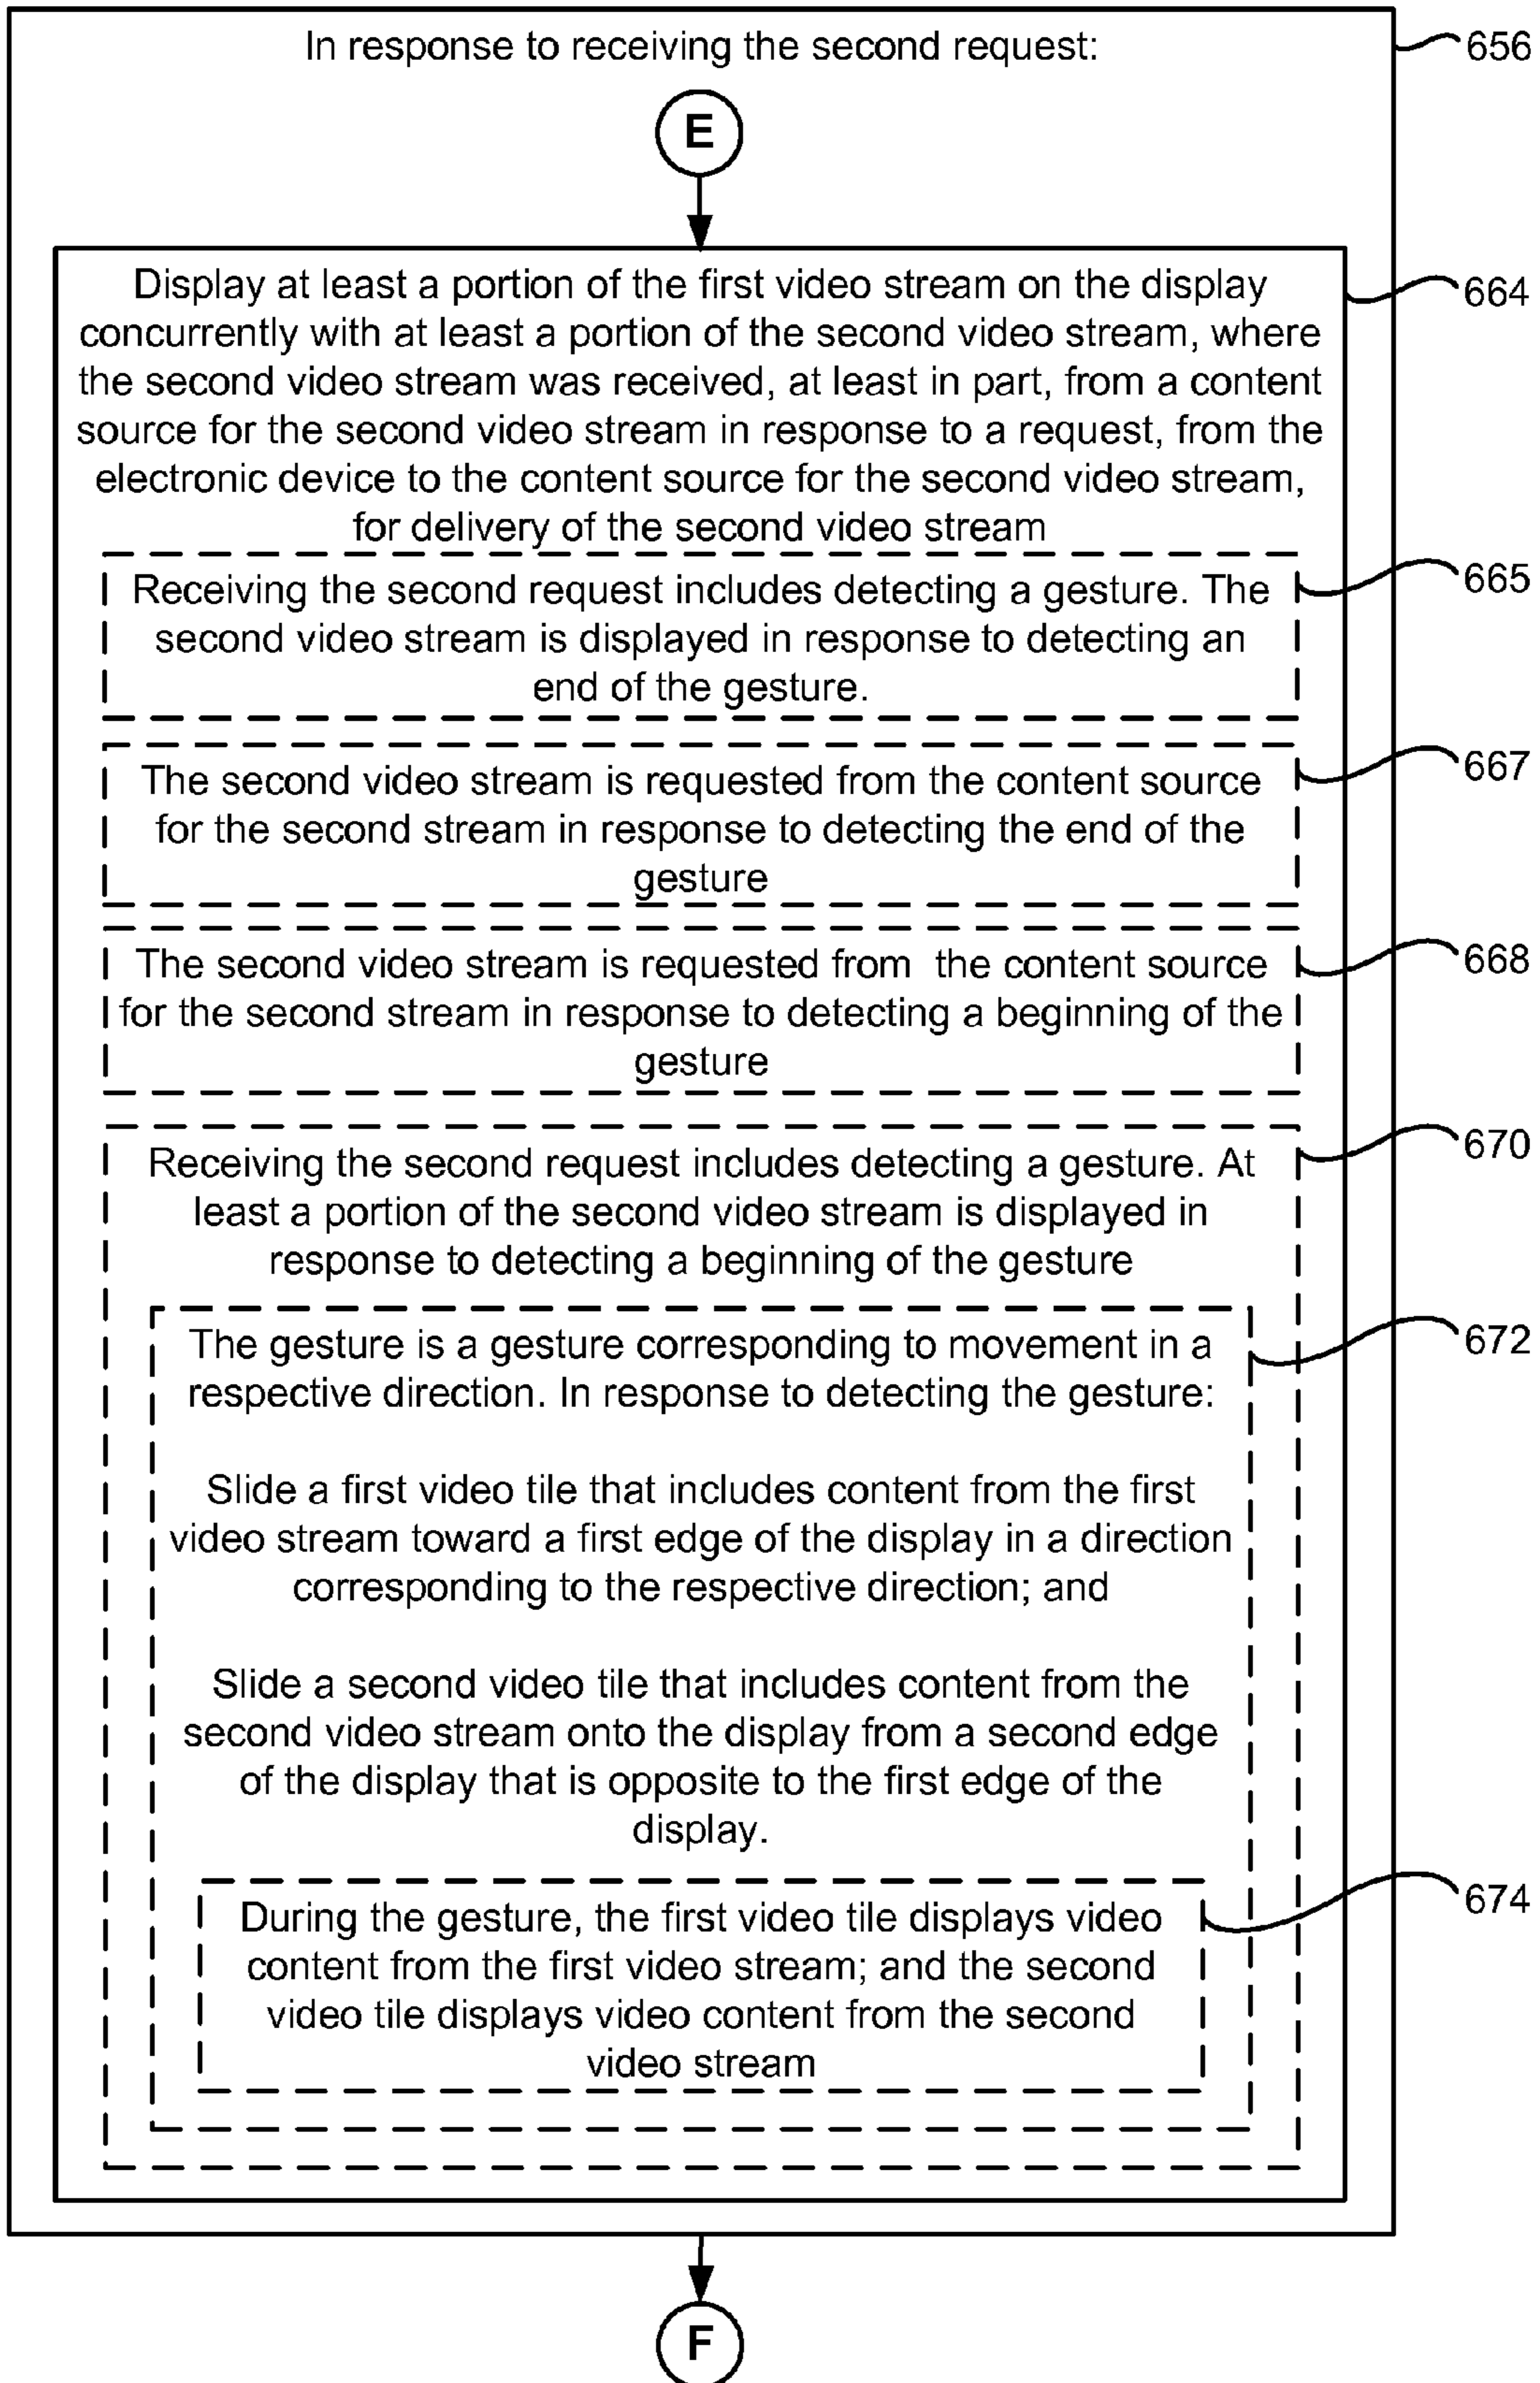 In response to receiving the second request:
656
E
Display at least a portion of the first video stream on the display
664
concurrently with at least a portion of the second video stream, where
the second video stream was received, at least in part, from a content
source for the second video stream in response to a request, from the
electronic device to the content source for the second video stream,
for delivery of the second video stream
Receiving the second request includes detecting a gesture. The
665
second video stream is displayed in response to detecting an
end of the gesture.
The second video stream is requested from the content source
667
for the second stream in response to detecting the end of the
gesture
The second video stream is requested from the content source
668
for the second stream in response to detecting a beginning of the
gesture
Receiving the second request includes detecting a gesture. At
670
least a portion of the second video stream is displayed in
response to detecting a beginning of the gesture
The gesture is a gesture corresponding to movement in a
672
respective direction. In response to detecting the gesture:
Slide a first video tile that includes content from the first
video stream toward a first edge of the display in a direction
corresponding to the respective direction; and
Slide a second video tile that includes content from the
second video stream onto the display from a second edge
of the display that is opposite to the first edge of the
display.
During the gesture, the first video tile displays video
674
content from the first video stream; and the second
video tile displays video content from the second
video stream
F